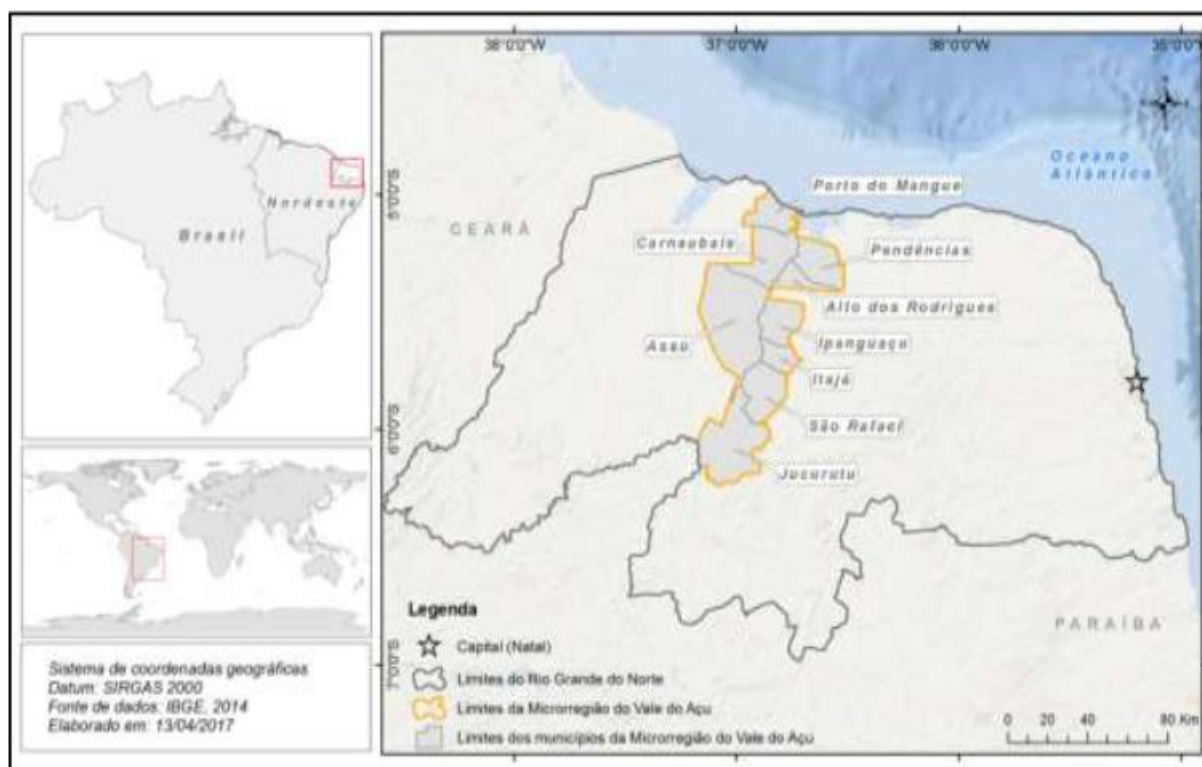 Brasil
Nordeste
Sistema de coordenadas geográficas
Datum: SIRGAS 2000
Fonte de dados: IBGE, 2014
Elaborado em: 13/04/2017
38°0'0"W
37°0'0"W
36°0'0"W
35°0'0"W
5°0'0"S
6°0'0"S
7°0'0"S
Oceano
Atlântico
CEARÁ
PARAÍBA
Porto do Mangue
Carnaubais
Pendências
Alto dos Rodrigues
Assu
Ipanguaçu
Itajá
São Rafael
Jucurutu
Legenda
Capital (Natal)
Limites do Rio Grande do Norte
Limites da Microrregião do Vale do Açu
Limites dos municípios da Microrregião do Vale do Açu
0 20 40 80 Km